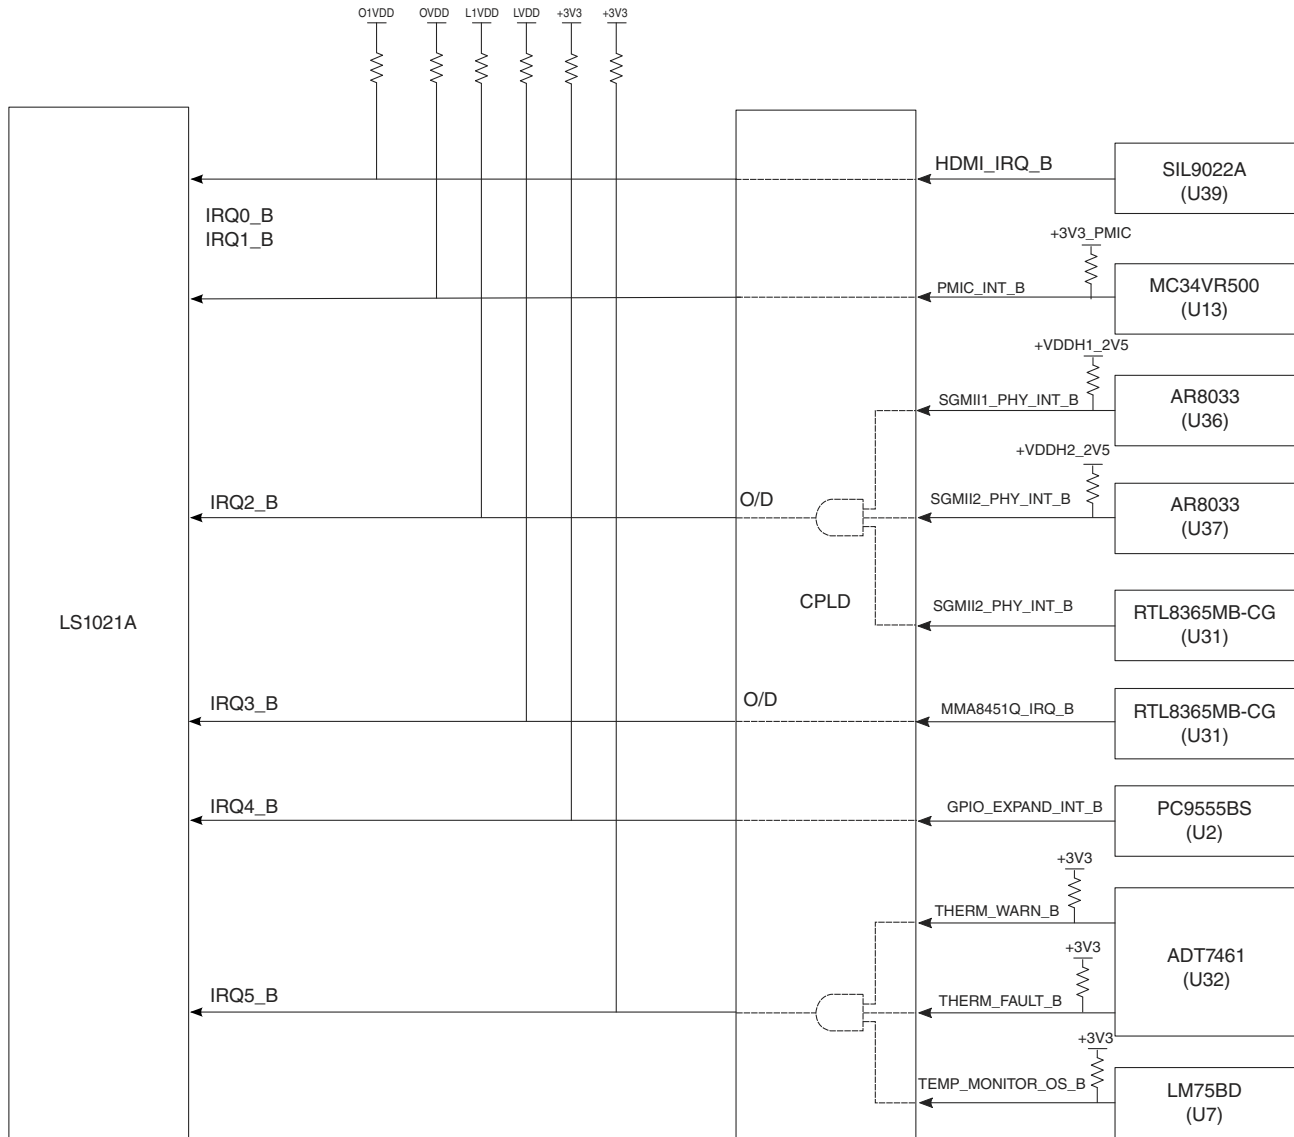 O1VDD OVDD L1VDD LVDD +3V3 +3V3
HDMI_IRQ_B
SIL9022A
(U39)
IRQ0_B
IRQ1_B
+3V3_PMIC
PMIC_INT_B
MC34VR500
(U13)
+VDDH1_2V5
SGMII1_PHY_INT_B
AR8033
(U36)
+VDDH2_2V5
IRQ2_B
O/D
SGMII2_PHY_INT_B
AR8033
(U37)
LS1021A
CPLD
SGMII2_PHY_INT_B
RTL8365MB-CG
(U31)
IRQ3_B
O/D
MMA8451Q_IRQ_B
RTL8365MB-CG
(U31)
IRQ4_B
GPIO_EXPAND_INT_B
PC9555BS
(U2)
+3V3
THERM_WARN_B
+3V3
ADT7461
(U32)
IRQ5_B
THERM_FAULT_B
+3V3
TEMP_MONITOR_OS_B
LM75BD
(U7)